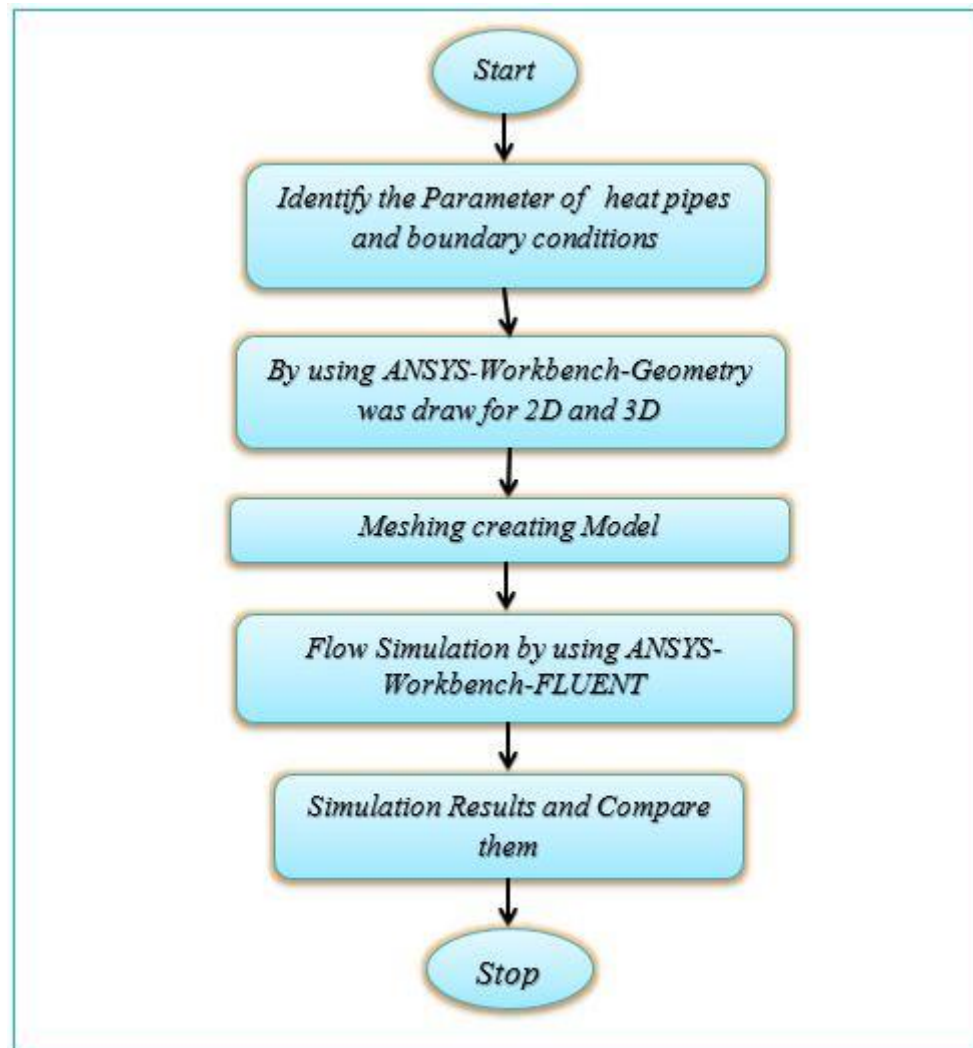 Start
Identify the Parameter of heat pipes
and boundary conditions
By using ANSYS-Workbench-Geometry
was draw for 2D and 3D
Meshing creating Model
Flow Simulation by using ANSYS-
Workbench-FLUENT
Simulation Results and Compare
them
Stop